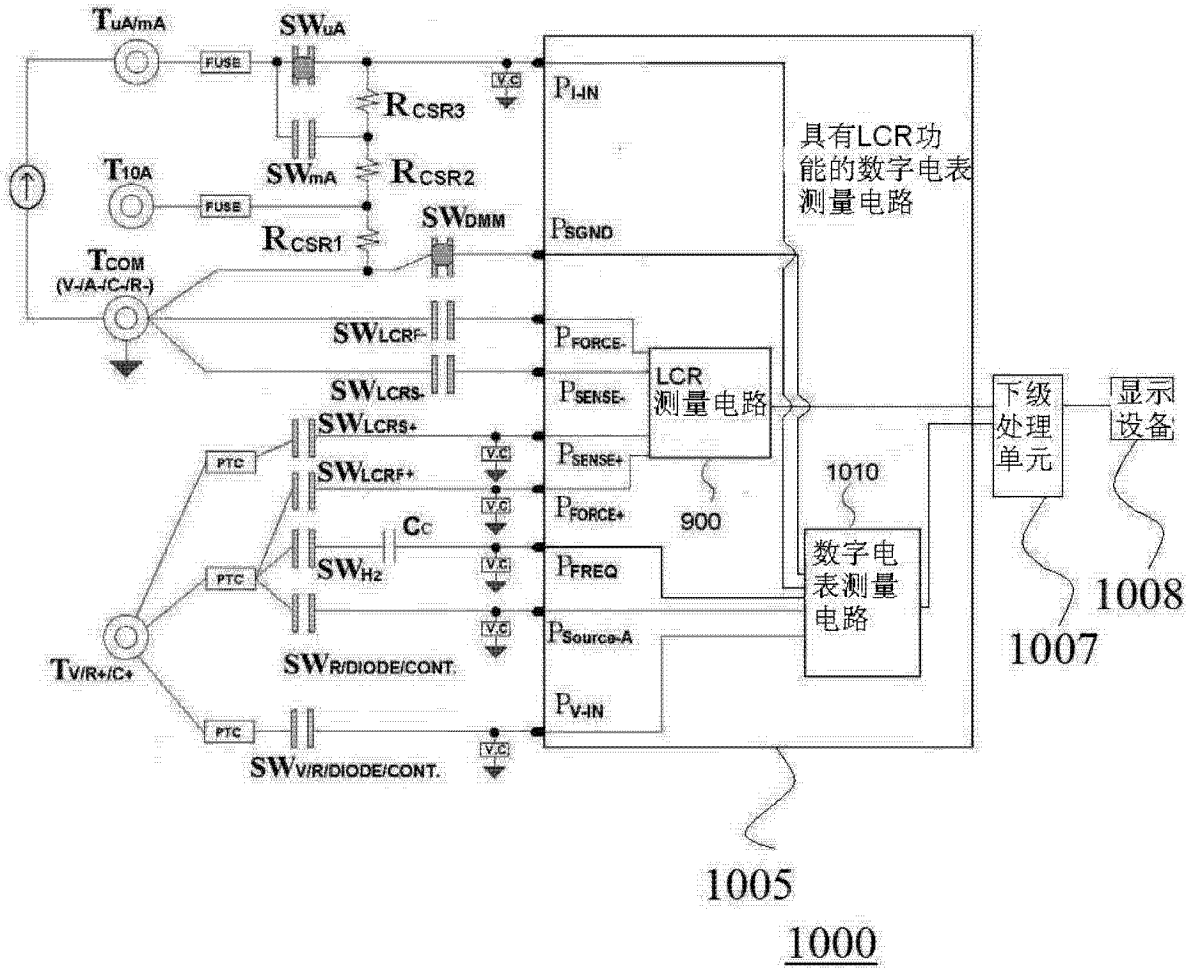 TuA/mA
FUSE
SWuA
V.C
PI-IN
RCSR3
SWmA
RCSR2
T10A
FUSE
RCSR1
SWDMM
PSGND
具有LCR功
能的数字电表
测量电路
TCOM
(V-/A-/C-/R-)
SWLCRF-
PFORCE-
SWLCRS-
PSENSE-
LCR
测量电路
900
下级
处理
单元
显示
设备
SWLCRS+
PTC
V.C
PSENSE+
SWLCRF+
V.C
PFORCE+
CC
SWHz
PTC
V.C
PFREQ
1010
数字电
表测量
电路
1008
1007
V.C
PSource-A
SWR/DIODE/CONT.
TV/R+/C+
PTC
V.C
PV-IN
SWV/R/DIODE/CONT.
1005
1000